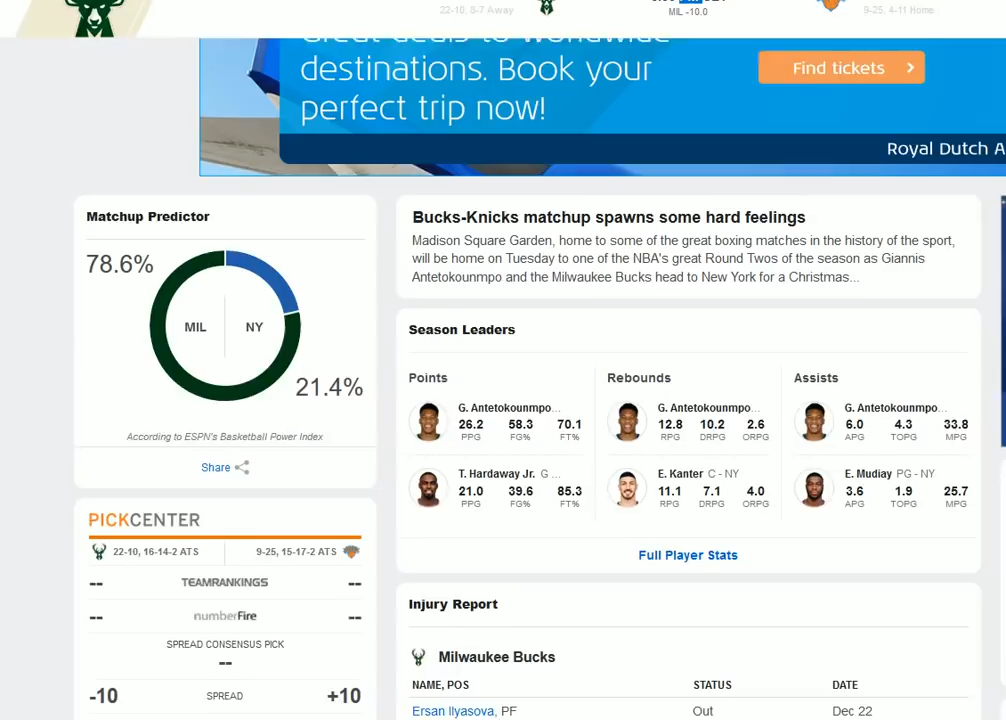 22-10, 8-7 Away
MIL -10.0
9-25, 4-11 Home
destinations. Book your
perfect trip now!
Find tickets
Royal Dutch A
Matchup Predictor
78.6%
MIL
NY
21.4%
According to ESPN's Basketball Power Index
Share
Bucks-Knicks matchup spawns some hard feelings
Madison Square Garden, home to some of the great boxing matches in the history of the sport,
will be home on Tuesday to one of the NBA's great Round Twos of the season as Giannis
Antetokounmpo and the Milwaukee Bucks head to New York for a Christmas...
Season Leaders
Points
Rebounds
Assists
G. Antetokounmpo...
26.2 58.3 70.1
PPG FG% FT%
G. Antetokounmpo...
12.8 10.2 2.6
RPG DRPG ORPG
G. Antetokounmpo...
6.0 4.3 33.8
APG TOPG MPG
T. Hardaway Jr. G ...
21.0 39.6 85.3
PPG FG% FT%
E. Kanter C - NY
11.1 7.1 4.0
RPG DRPG ORPG
E. Mudiay PG - NY
3.6 1.9 25.7
APG TOPG MPG
Full Player Stats
PICKCENTER
22-10, 16-14-2 ATS
9-25, 15-17-2 ATS
-- TEAMRANKINGS --
-- numberFire --
SPREAD CONSENSUS PICK
--
-10 SPREAD +10
Injury Report
Milwaukee Bucks
NAME, POS STATUS DATE
Ersan Ilyasova, PF Out Dec 22